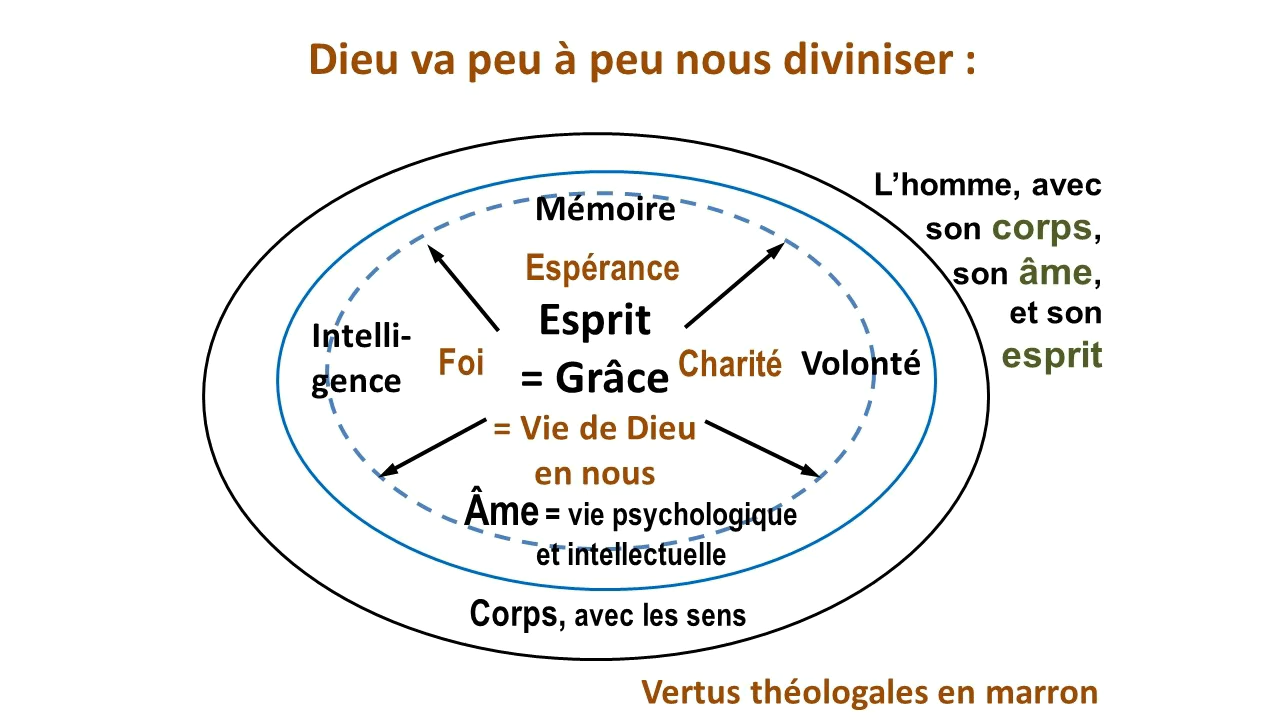 Dieu va peu à peu nous diviniser :
L’homme, avec
son corps,
son âme,
et son
esprit
Mémoire
Espérance
Esprit
= Grâce
Intelli-
gence
Foi
Charité
Volonté
= Vie de Dieu
en nous
Âme = vie psychologique
et intellectuelle
Corps, avec les sens
Vertus théologales en marron